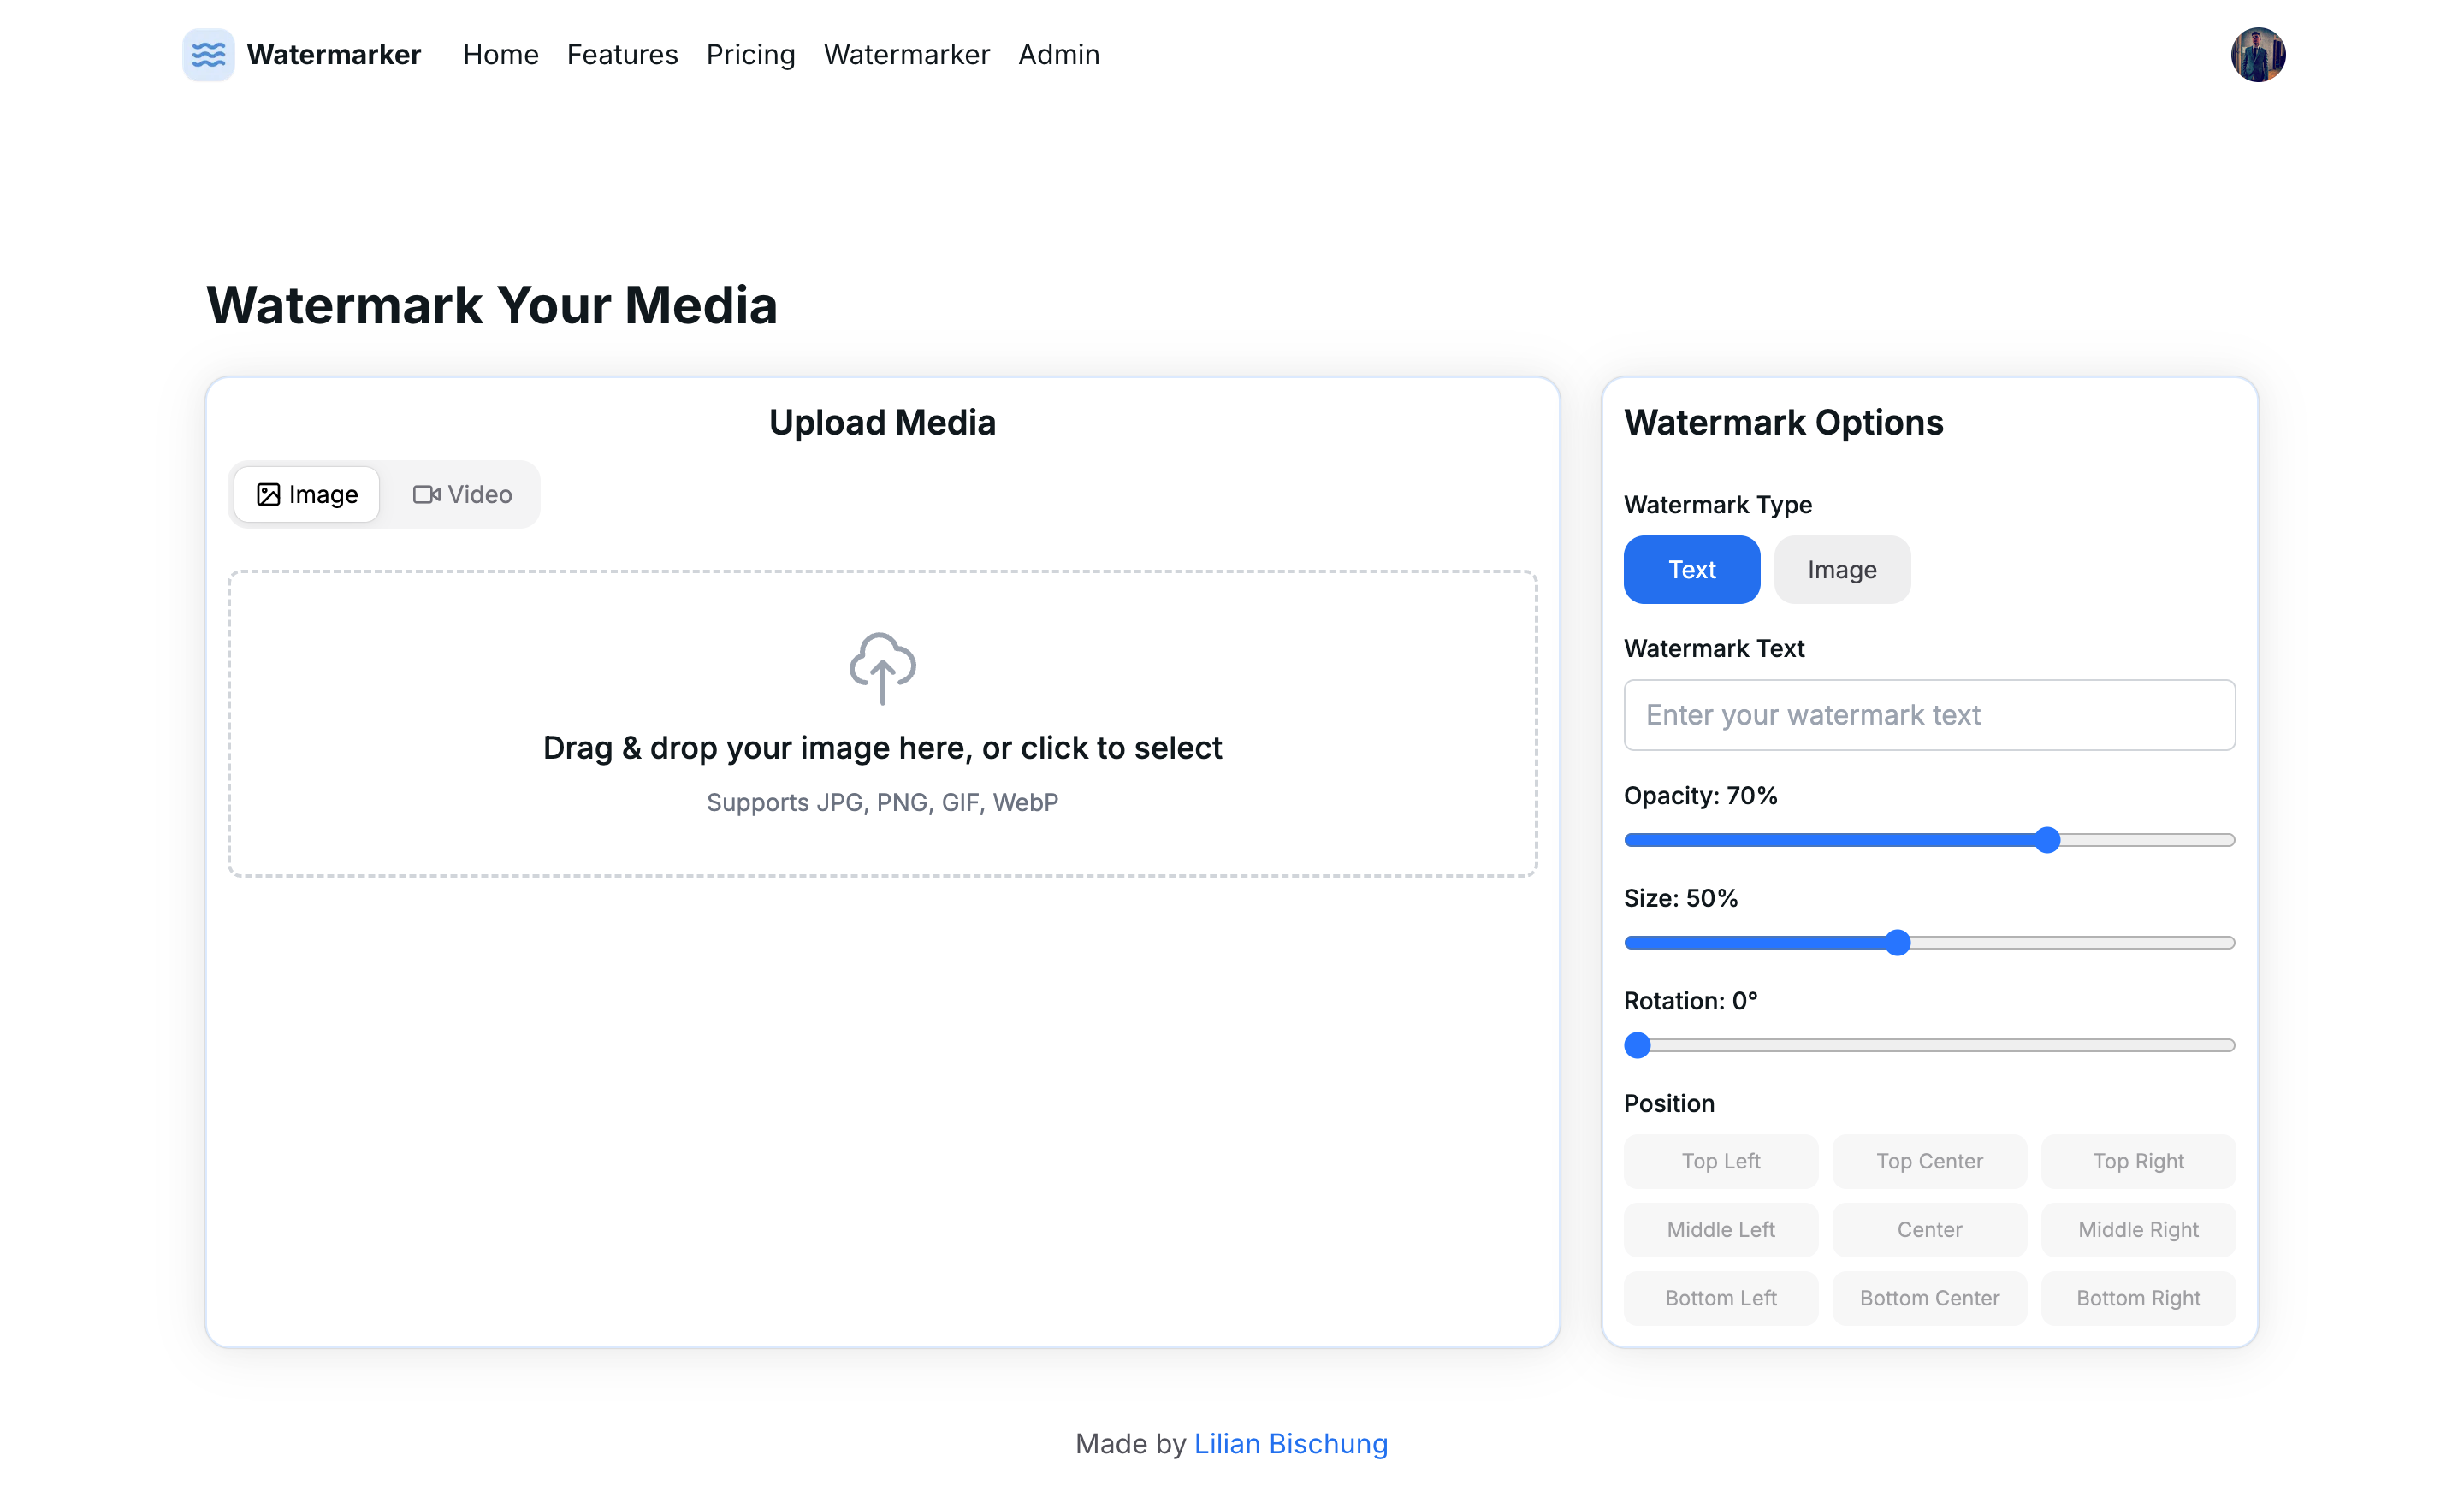 Watermarker Home Features Pricing Watermarker Admin
Watermark Your Media
Upload Media
Image Video
Drag & drop your image here, or click to select
Supports JPG, PNG, GIF, WebP
Watermark Options
Watermark Type
Text Image
Watermark Text
Enter your watermark text
Opacity: 70%
Size: 50%
Rotation: 0°
Position
Top Left Top Center Top Right
Middle Left Center Middle Right
Bottom Left Bottom Center Bottom Right
Made by Lilian Bischung